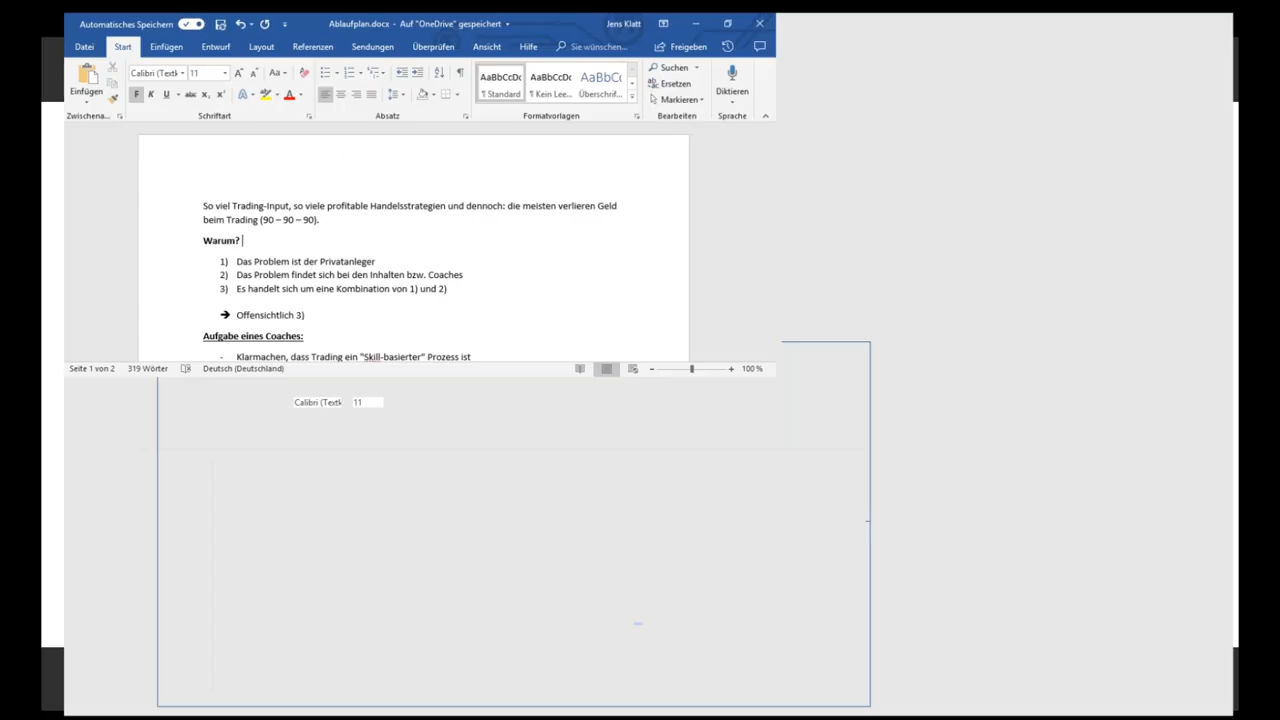 Automatisches Speichern
Ablaufplan.docx - Auf "OneDrive" gespeichert
Jens Klatt
Datei Start Einfügen Entwurf Layout Referenzen Sendungen Überprüfen Ansicht Hilfe Sie wünschen... Freigeben
Einfügen
Calibri (Textk 11
Aa
F K U abc x, x²
A A
AaBbCcDc AaBbCcDc AaBbCc
¶ Standard ¶ Kein Lee... Überschrif...
Suchen
Ersetzen
Markieren
Diktieren
Zwischena... Schriftart Absatz Formatvorlagen Bearbeiten Sprache
So viel Trading-Input, so viele profitable Handelsstrategien und dennoch: die meisten verlieren Geld
beim Trading (90 – 90 – 90).
Warum?
1) Das Problem ist der Privatanleger
2) Das Problem findet sich bei den Inhalten bzw. Coaches
3) Es handelt sich um eine Kombination von 1) und 2)
➔ Offensichtlich 3)
Aufgabe eines Coaches:
- Klarmachen, dass Trading ein "Skill-basierter" Prozess ist
Seite 1 von 2 319 Wörter Deutsch (Deutschland) 100 %
Calibri (Textk 11